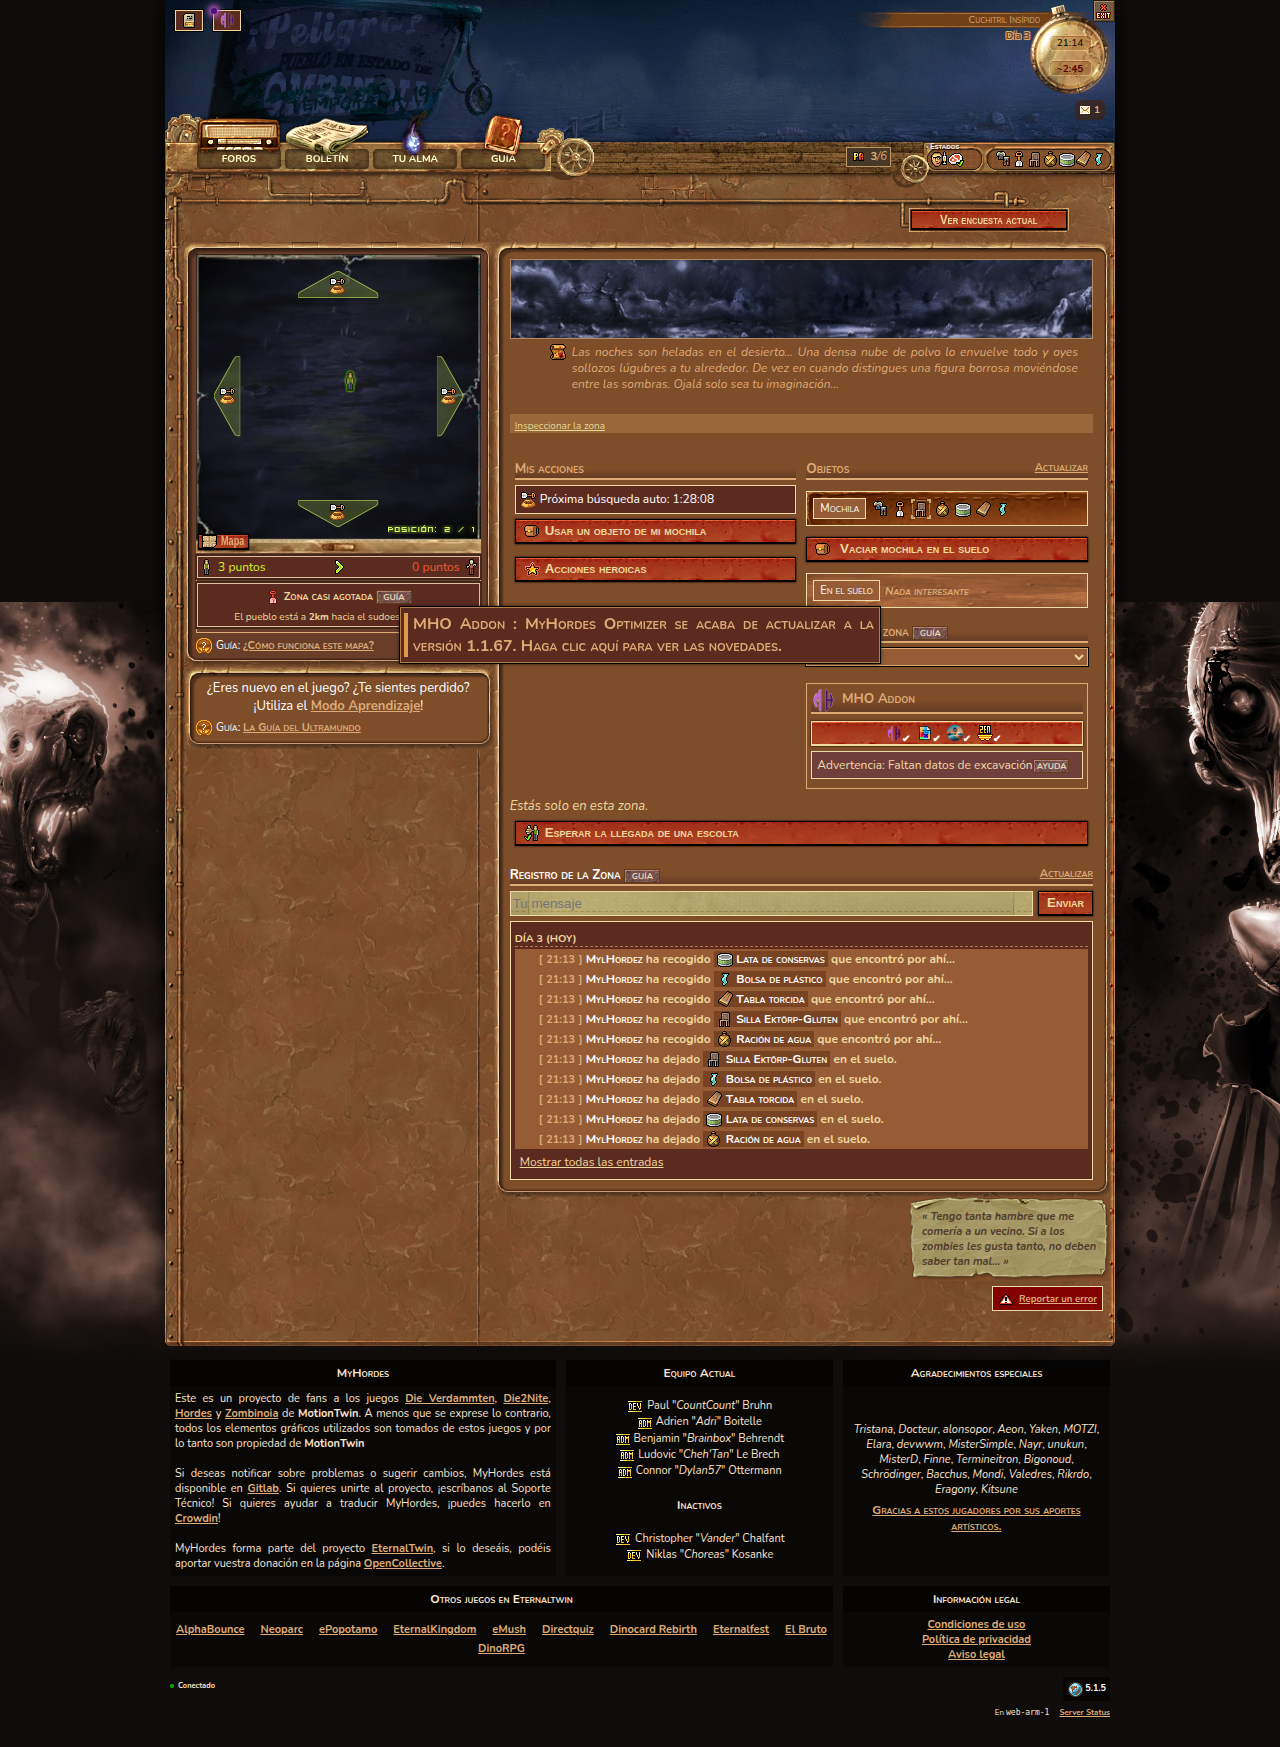 ¡Peligro!
PUEBLO EN ESTADO DE
Cuchitril Insípido
EXIT
Día 3
21:14
~2:45
1
FOROS
BOLETÍN
TU ALMA
GUIA
PA 3/6
Estados
Ver encuesta actual
Las noches son heladas en el desierto... Una densa nube de polvo lo envuelve todo y oyes
sollozos lúgubres a tu alrededor. De vez en cuando distingues una figura borrosa moviéndose
entre las sombras. Ojalá solo sea tu imaginación...
Inspeccionar la zona
posición: 2 / 1
Mapa
3 puntos
0 puntos
Zona casi agotada GUÍA
El pueblo está a 2km hacia el sudoes
Guía: ¿Cómo funciona este mapa?
¿Eres nuevo en el juego? ¿Te sientes perdido?
¡Utiliza el Modo Aprendizaje!
Guía: La Guía del Ultramundo
Mis acciones
Próxima búsqueda auto: 1:28:08
Usar un objeto de mi mochila
Acciones heroicas
Objetos
Actualizar
Mochila
Vaciar mochila en el suelo
En el suelo
Nada interesante
MHO Addon : MyHordes Optimizer se acaba de actualizar a la
versión 1.1.67. Haga clic aquí para ver las novedades.
zona GUÍA
MHO Addon
Advertencia: Faltan datos de excavación AYUDA
Estás solo en esta zona.
Esperar la llegada de una escolta
Registro de la Zona GUÍA
Actualizar
Tu mensaje
Enviar
DÍA 3 (HOY)
[ 21:13 ] MylHordez ha recogido Lata de conservas que encontró por ahí...
[ 21:13 ] MylHordez ha recogido Bolsa de plástico que encontró por ahí...
[ 21:13 ] MylHordez ha recogido Tabla torcida que encontró por ahí...
[ 21:13 ] MylHordez ha recogido Silla Ektörp-Gluten que encontró por ahí...
[ 21:13 ] MylHordez ha recogido Ración de agua que encontró por ahí...
[ 21:13 ] MylHordez ha dejado Silla Ektörp-Gluten en el suelo.
[ 21:13 ] MylHordez ha dejado Bolsa de plástico en el suelo.
[ 21:13 ] MylHordez ha dejado Tabla torcida en el suelo.
[ 21:13 ] MylHordez ha dejado Lata de conservas en el suelo.
[ 21:13 ] MylHordez ha dejado Ración de agua en el suelo.
Mostrar todas las entradas
« Tengo tanta hambre que me
comería a un vecino. Si a los
zombies les gusta tanto, no deben
saber tan mal... »
Reportar un error
MyHordes
Este es un proyecto de fans a los juegos Die Verdammten, Die2Nite,
Hordes y Zombinoia de MotionTwin. A menos que se exprese lo contrario,
todos los elementos gráficos utilizados son tomados de estos juegos y por
lo tanto son propiedad de MotionTwin
Si deseas notificar sobre problemas o sugerir cambios, MyHordes está
disponible en Gitlab. Si quieres unirte al proyecto, ¡escríbanos al Soporte
Técnico! Si quieres ayudar a traducir MyHordes, ¡puedes hacerlo en
Crowdin!
MyHordes forma parte del proyecto EternalTwin, si lo deseáis, podéis
aportar vuestra donación en la página OpenCollective.
Equipo Actual
DEV Paul "CountCount" Bruhn
ADM Adrien "Adri" Boitelle
ADM Benjamin "Brainbox" Behrendt
ADM Ludovic "Cheh'Tan" Le Brech
ADM Connor "Dylan57" Ottermann
Inactivos
DEV Christopher "Vander" Chalfant
DEV Niklas "Choreas" Kosanke
Agradecimientos especiales
Tristana, Docteur, alonsopor, Aeon, Yaken, MOTZI,
Elara, devwwm, MisterSimple, Nayr, unukun,
MisterD, Finne, Termineitron, Bigonoud,
Schrödinger, Bacchus, Mondi, Valedres, Rikrdo,
Eragony, Kitsune
Gracias a estos jugadores por sus aportes
artísticos.
Otros juegos en Eternaltwin
AlphaBounce Neoparc ePopotamo EternalKingdom eMush Directquiz Dinocard Rebirth Eternalfest El Bruto
DinoRPG
Información legal
Condiciones de uso
Política de privacidad
Aviso legal
Conectado
5.1.5
En web-arm-1 Server Status